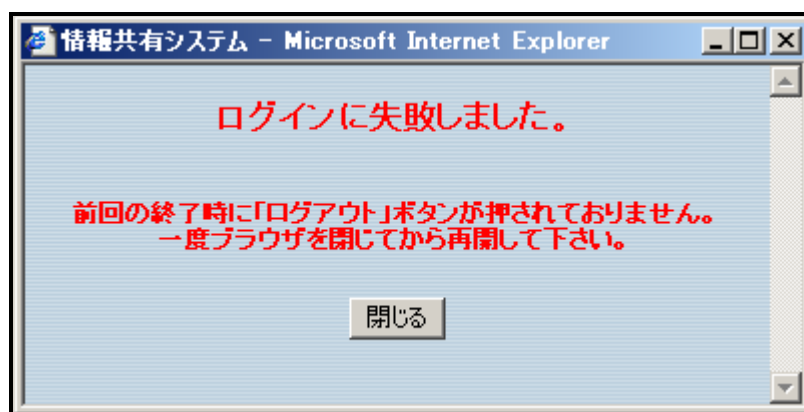 情報共有システム - Microsoft Internet Explorer
ログインに失敗しました。
前回の終了時に「ログアウト」ボタンが押されておりません。
一度ブラウザを閉じてから再開して下さい。
閉じる